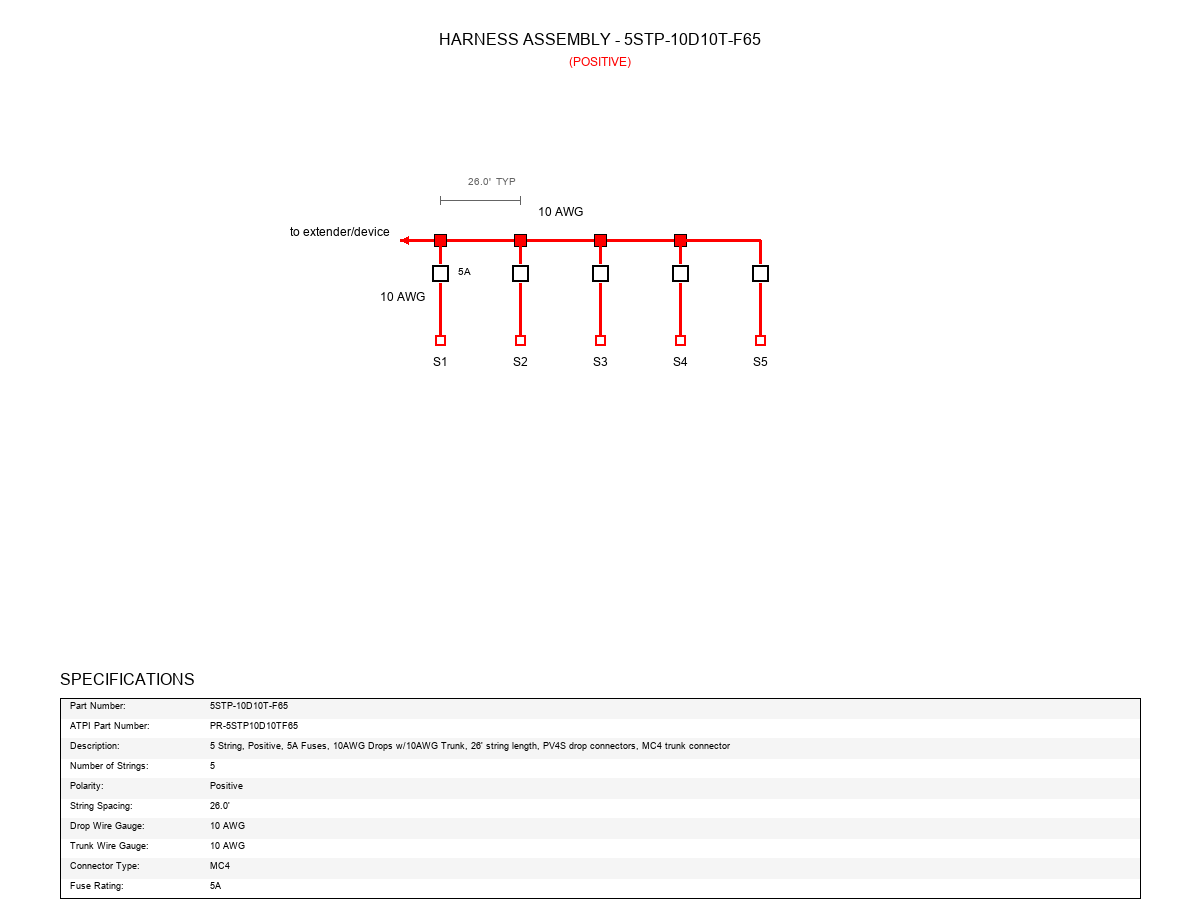 HARNESS ASSEMBLY - 5STP-10D10T-F65
(POSITIVE)
26.0' TYP
10 AWG
to extender/device
5A
10 AWG
S1 S2 S3 S4 S5
SPECIFICATIONS
Part Number: 5STP-10D10T-F65
ATPI Part Number: PR-5STP10D10TF65
Description: 5 String, Positive, 5A Fuses, 10AWG Drops w/10AWG Trunk, 26' string length, PV4S drop connectors, MC4 trunk connector
Number of Strings: 5
Polarity: Positive
String Spacing: 26.0'
Drop Wire Gauge: 10 AWG
Trunk Wire Gauge: 10 AWG
Connector Type: MC4
Fuse Rating: 5A